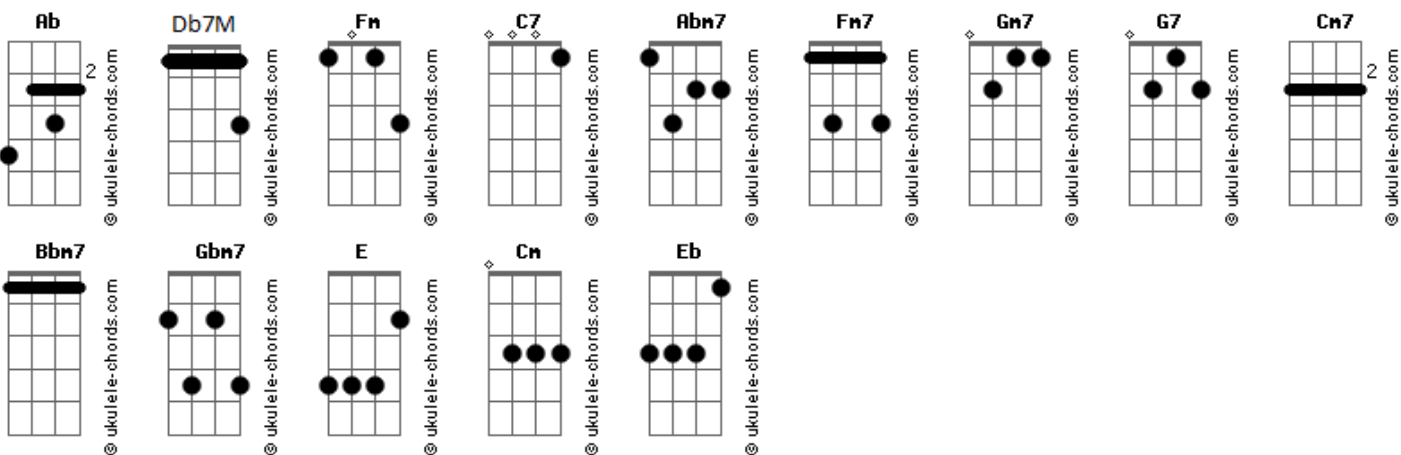 Ab Db7M Fm C7 Abm7 Fm7 Gm7 G7 Cm7
2 2
© ukulele-chords.com © ukulele-chords.com © ukulele-chords.com © ukulele-chords.com © ukulele-chords.com © ukulele-chords.com © ukulele-chords.com © ukulele-chords.com © ukulele-chords.com
Bbm7 Gbm7 E Cm Eb
© ukulele-chords.com © ukulele-chords.com © ukulele-chords.com © ukulele-chords.com © ukulele-chords.com